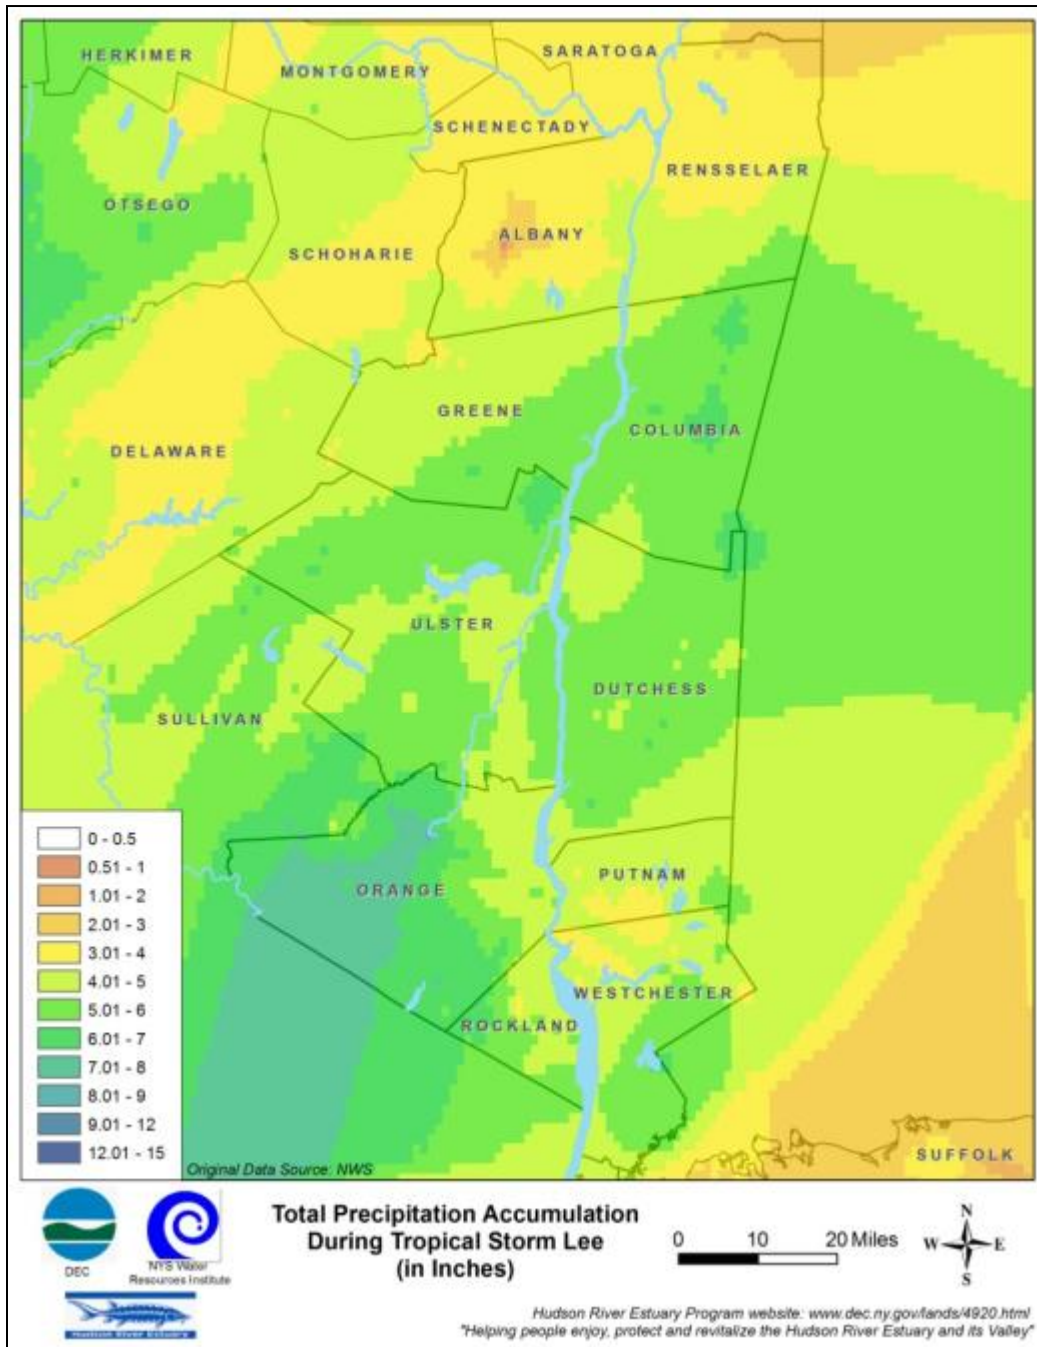 HERKIMER
SARATOGA
MONTGOMERY
SCHENECTADY
RENSSELAER
OTSEGO
ALBANY
SCHOHARIE
GREENE
COLUMBIA
DELAWARE
ULSTER
DUTCHESS
SULLIVAN
ORANGE
PUTNAM
WESTCHESTER
ROCKLAND
SUFFOLK
0 - 0.5
0.51 - 1
1.01 - 2
2.01 - 3
3.01 - 4
4.01 - 5
5.01 - 6
6.01 - 7
7.01 - 8
8.01 - 9
9.01 - 12
12.01 - 15
Original Data Source: NWS
DEC
NYS Water
Resources Institute
Hudson River Estuary
Total Precipitation Accumulation
During Tropical Storm Lee
(in Inches)
0 10 20 Miles
N
W E
S
Hudson River Estuary Program website: www.dec.ny.gov/lands/4920.html
"Helping people enjoy, protect and revitalize the Hudson River Estuary and its Valley"